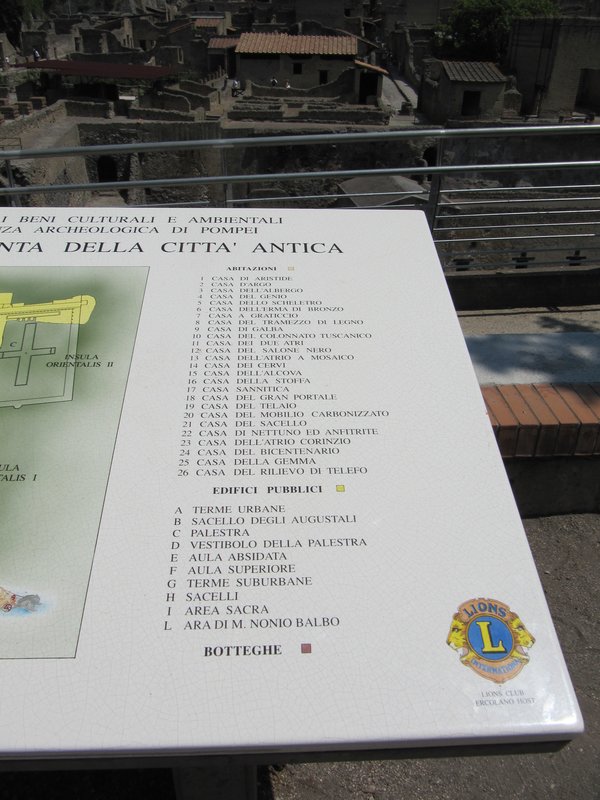 I BENI CULTURALI E AMBIENTALI
NZA ARCHEOLOGICA DI POMPEI
NTA DELLA CITTA' ANTICA
ABITAZIONI
1 CASA DI ARISTIDE
2 CASA D'ARGO
3 CASA DELL'ALBERGO
4 CASA DEL GENIO
5 CASA DELLO SCHELETRO
6 CASA DELL'ERMA DI BRONZO
7 CASA A GRATICCIO
8 CASA DEL TRAMEZZO DI LEGNO
9 CASA DI GALBA
10 CASA DEL COLONNATO TUSCANICO
11 CASA DEI DUE ATRI
12 CASA DEL SALONE NERO
13 CASA DELL'ATRIO A MOSAICO
14 CASA DEI CERVI
15 CASA DELL'ALCOVA
16 CASA DELLA STOFFA
17 CASA SANNITICA
18 CASA DEL GRAN PORTALE
19 CASA DEL TELAIO
20 CASA DEL MOBILIO CARBONIZZATO
21 CASA DEL SACELLO
22 CASA DI NETTUNO ED ANFITRITE
23 CASA DELL'ATRIO CORINZIO
24 CASA DEL BICENTENARIO
25 CASA DELLA GEMMA
26 CASA DEL RILIEVO DI TELEFO
EDIFICI PUBBLICI
A TERME URBANE
B SACELLO DEGLI AUGUSTALI
C PALESTRA
D VESTIBOLO DELLA PALESTRA
E AULA ABSIDATA
F AULA SUPERIORE
G TERME SUBURBANE
H SACELLI
I AREA SACRA
L ARA DI M. NONIO BALBO
BOTTEGHE
C
INSULA
ORIENTALIS II
ULA
TALIS I
LIONS
L
INTERNATIONAL
LIONS CLUB
ERCOLANO HOST